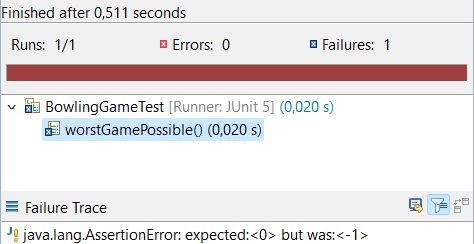 Finished after 0,511 seconds
Runs: 1/1 Errors: 0 Failures: 1
BowlingGameTest [Runner: JUnit 5] (0,020 s)
worstGamePossible() (0,020 s)
Failure Trace
java.lang.AssertionError: expected:<0> but was:<-1>